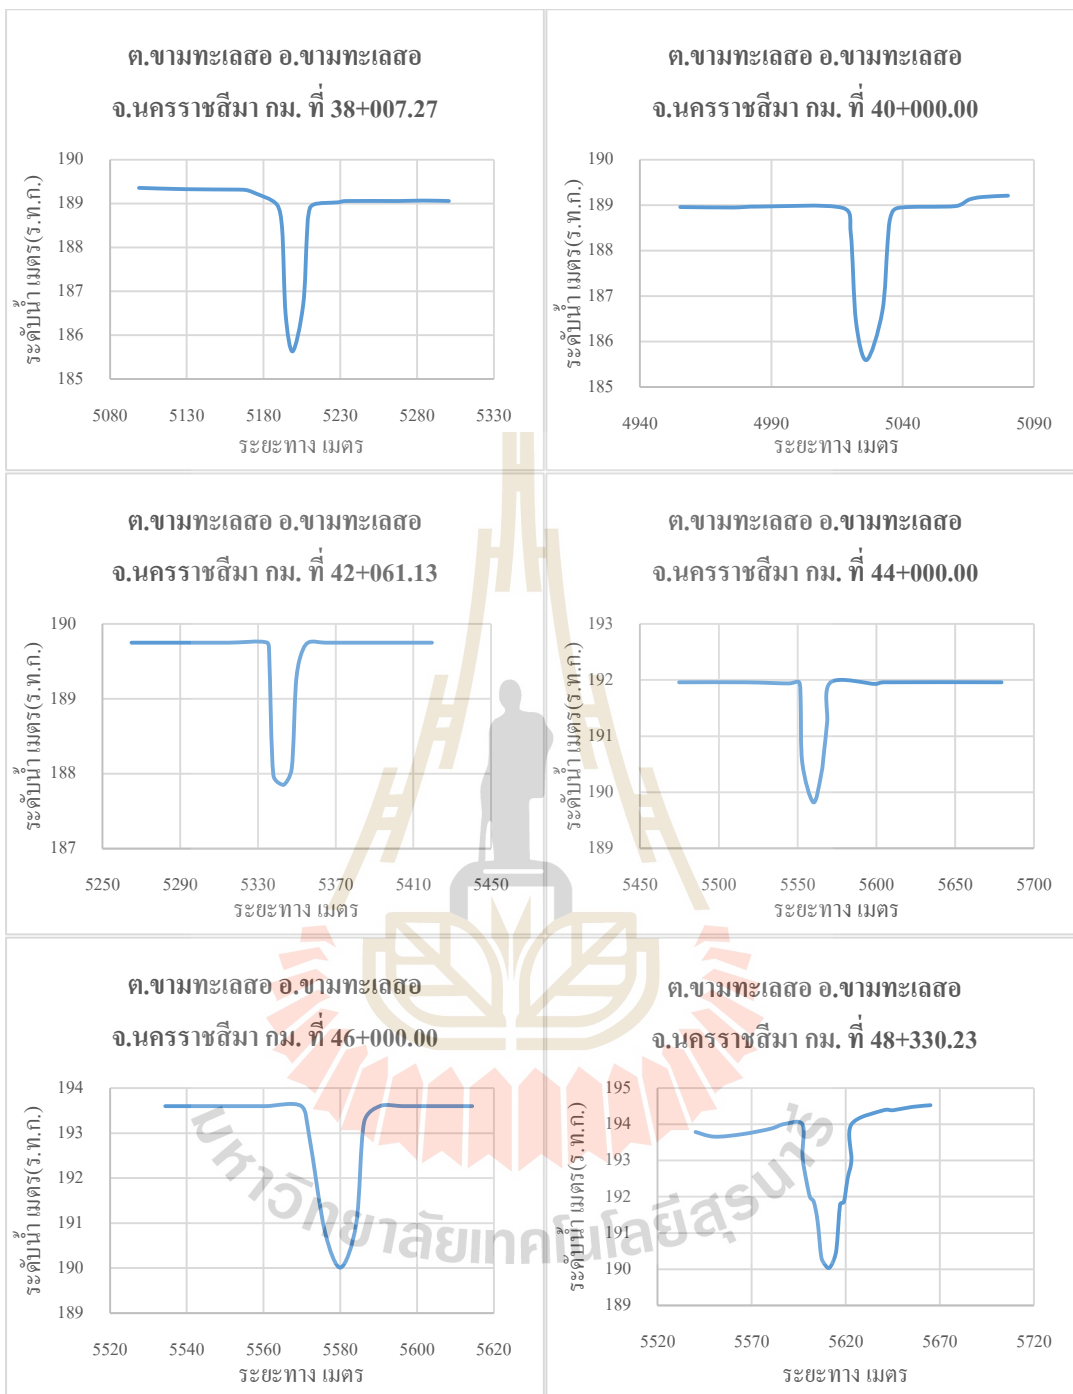 ต.ขามทะเลสอ อ.ขามทะเลสอ
จ.นครราชสีมา กม. ที่ 38+007.27
ระดับน้ำ เมตร(ร.ท.ก.)
190
189
188
187
186
185
5080 5130 5180 5230 5280 5330
ระยะทาง เมตร
ต.ขามทะเลสอ อ.ขามทะเลสอ
จ.นครราชสีมา กม. ที่ 40+000.00
ระดับน้ำ เมตร(ร.ท.ก.)
190
189
188
187
186
185
4940 4990 5040 5090
ระยะทาง เมตร
ต.ขามทะเลสอ อ.ขามทะเลสอ
จ.นครราชสีมา กม. ที่ 42+061.13
ระดับน้ำ เมตร(ร.ท.ก.)
190
189
188
187
5250 5290 5330 5370 5410 5450
ระยะทาง เมตร
ต.ขามทะเลสอ อ.ขามทะเลสอ
จ.นครราชสีมา กม. ที่ 44+000.00
ระดับน้ำ เมตร(ร.ท.ก.)
193
192
191
190
189
5450 5500 5550 5600 5650 5700
ระยะทาง เมตร
ต.ขามทะเลสอ อ.ขามทะเลสอ
จ.นครราชสีมา กม. ที่ 46+000.00
ระดับน้ำ เมตร(ร.ท.ก.)
194
193
192
191
190
189
5520 5540 5560 5580 5600 5620
ระยะทาง เมตร
ต.ขามทะเลสอ อ.ขามทะเลสอ
จ.นครราชสีมา กม. ที่ 48+330.23
ระดับน้ำ เมตร(ร.ท.ก.)
195
194
193
192
191
190
189
5520 5570 5620 5670 5720
ระยะทาง เมตร
มหาวิทยาลัยเทคโนโลยีสุรนารี